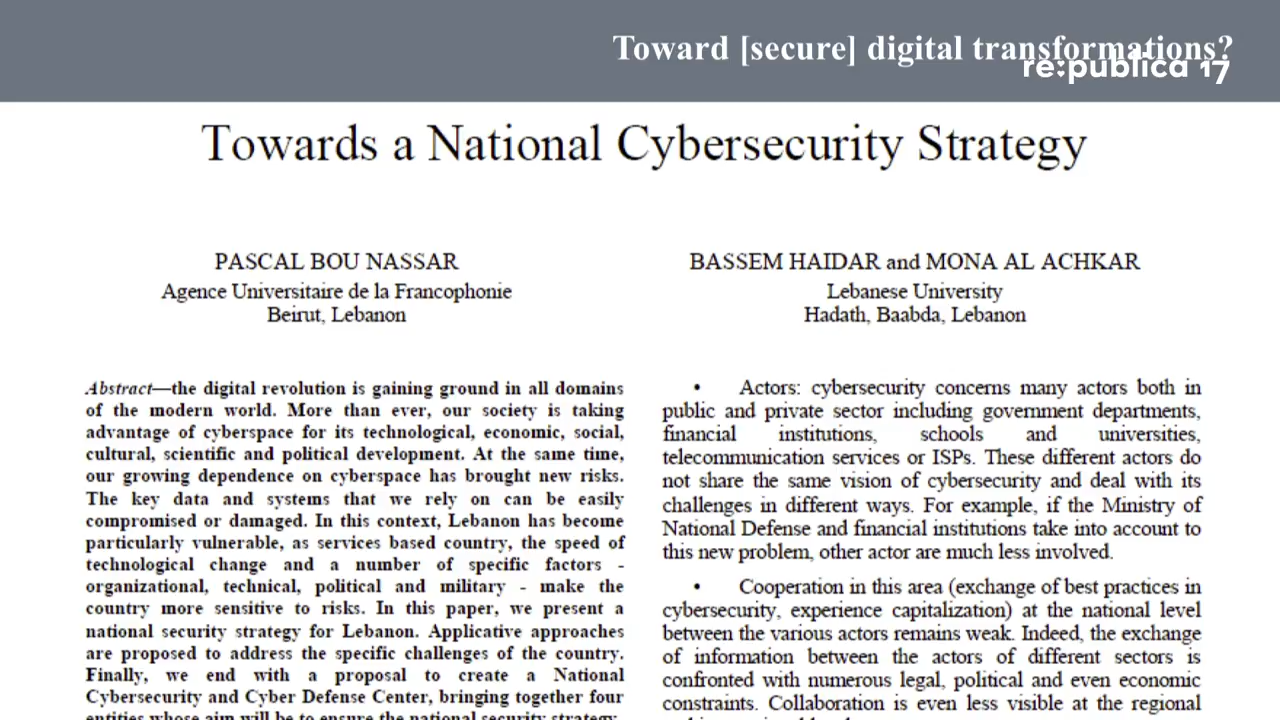 Toward [secure] digital transformations?
re:publica 17
Towards a National Cybersecurity Strategy
PASCAL BOU NASSAR
Agence Universitaire de la Francophonie
Beirut, Lebanon
BASSEM HAIDAR and MONA AL ACHKAR
Lebanese University
Hadath, Baabda, Lebanon
Abstract—the digital revolution is gaining ground in all domains
of the modern world. More than ever, our society is taking
advantage of cyberspace for its technological, economic, social,
cultural, scientific and political development. At the same time,
our growing dependence on cyberspace has brought new risks.
The key data and systems that we rely on can be easily
compromised or damaged. In this context, Lebanon has become
particularly vulnerable, as services based country, the speed of
technological change and a number of specific factors -
organizational, technical, political and military - make the
country more sensitive to risks. In this paper, we present a
national security strategy for Lebanon. Applicative approaches
are proposed to address the specific challenges of the country.
Finally, we end with a proposal to create a National
Cybersecurity and Cyber Defense Center, bringing together four
entities whose aim will be to ensure the national security strategy.
• Actors: cybersecurity concerns many actors both in
public and private sector including government departments,
financial institutions, schools and universities,
telecommunication services or ISPs. These different actors do
not share the same vision of cybersecurity and deal with its
challenges in different ways. For example, if the Ministry of
National Defense and financial institutions take into account to
this new problem, other actor are much less involved.
• Cooperation in this area (exchange of best practices in
cybersecurity, experience capitalization) at the national level
between the various actors remains weak. Indeed, the exchange
of information between the actors of different sectors is
confronted with numerous legal, political and even economic
constraints. Collaboration is even less visible at the regional